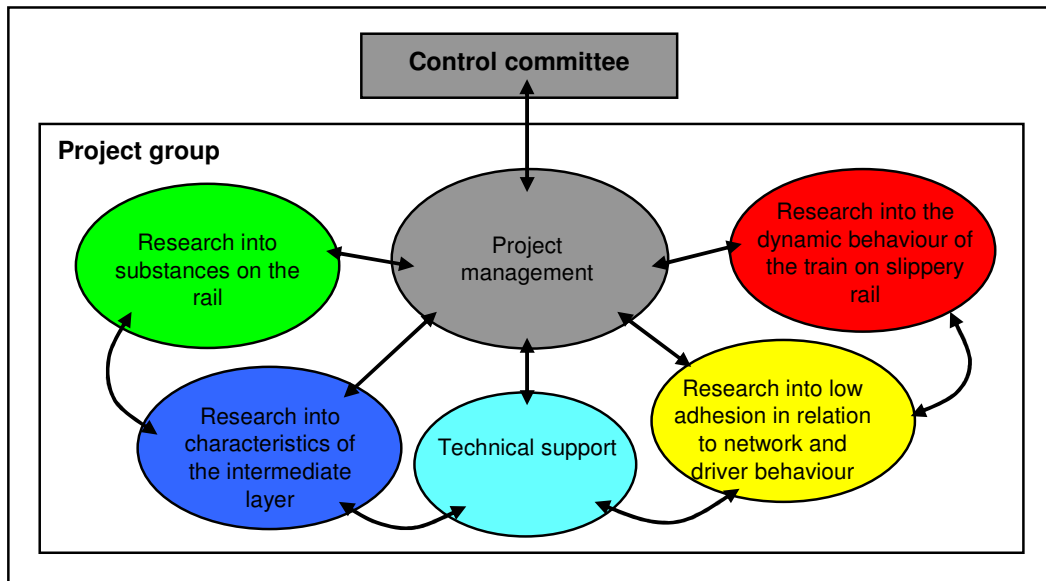 Control committee
Project group
Research into
substances on the
rail
Project
management
Research into the
dynamic behaviour of
the train on slippery
rail
Research into
characteristics of
the intermediate
layer
Technical support
Research into low
adhesion in relation
to network and
driver behaviour